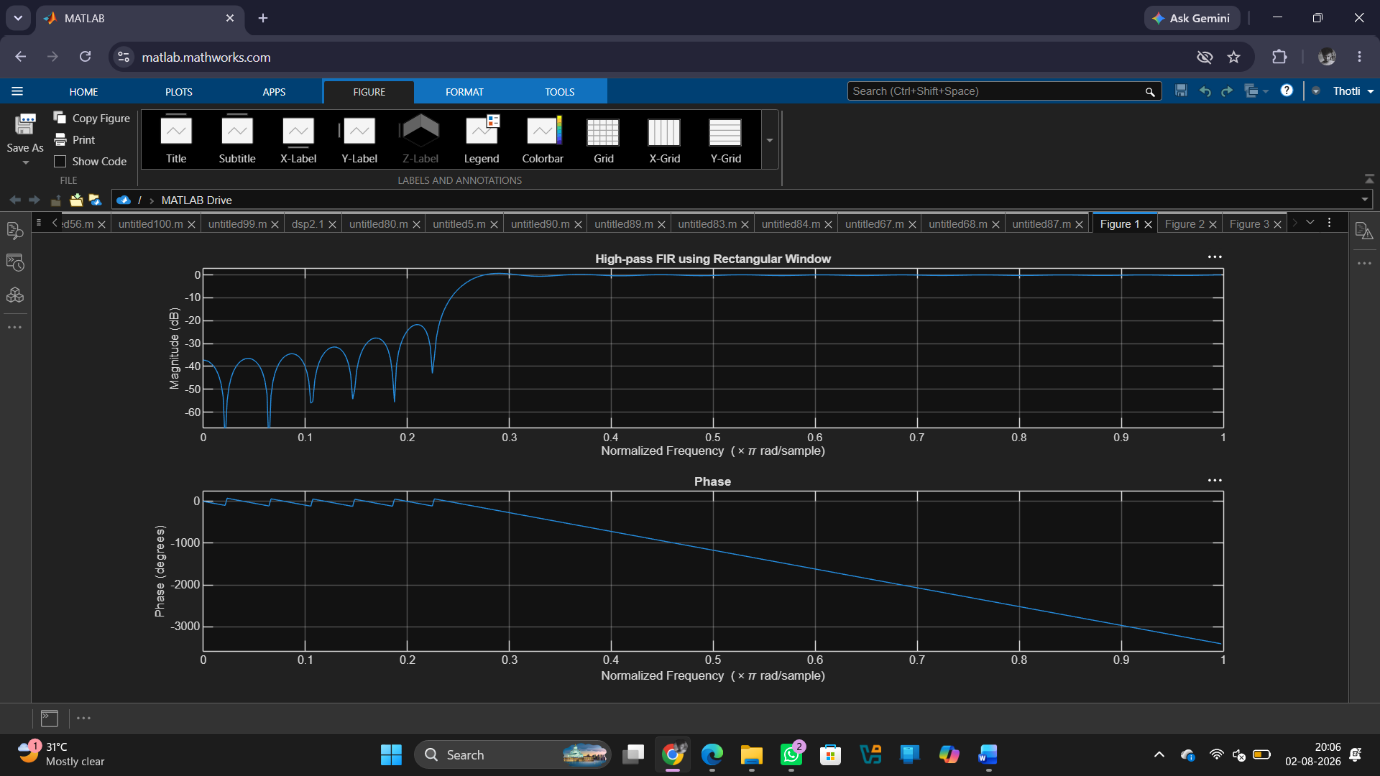 MATLAB
Ask Gemini
matlab.mathworks.com
HOME PLOTS APPS FIGURE FORMAT TOOLS
Search (Ctrl+Shift+Space)
Thotli
Save As
Copy Figure
Print
Show Code
FILE
Title Subtitle X-Label Y-Label Z-Label Legend Colorbar Grid X-Grid Y-Grid
LABELS AND ANNOTATIONS
/ > MATLAB Drive
ed56.m untitled100.m untitled99.m dsp2.1 untitled80.m untitled5.m untitled90.m untitled89.m untitled83.m untitled84.m untitled67.m untitled68.m untitled87.m Figure 1 Figure 2 Figure 3
High-pass FIR using Rectangular Window
Magnitude (dB)
0
-10
-20
-30
-40
-50
-60
0 0.1 0.2 0.3 0.4 0.5 0.6 0.7 0.8 0.9 1
Normalized Frequency (× π rad/sample)
Phase
Phase (degrees)
0
-1000
-2000
-3000
0 0.1 0.2 0.3 0.4 0.5 0.6 0.7 0.8 0.9 1
Normalized Frequency (× π rad/sample)
1
31°C
Mostly clear
Search
2
20:06
02-08-2026